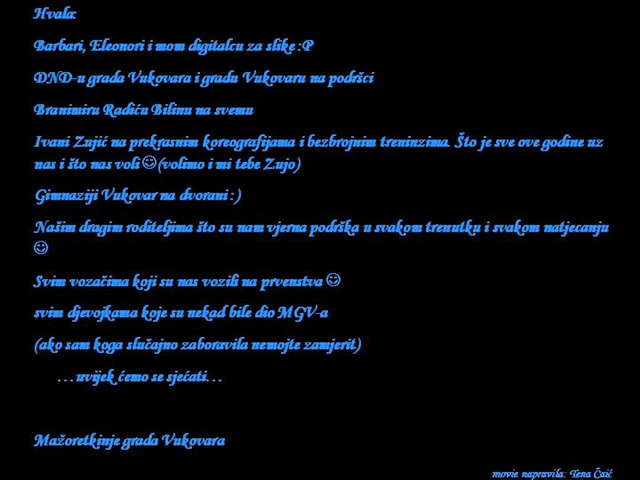 Hvala:
Barbari, Eleonori i mom digitalcu za slike :P
DND-u grada Vukovara i gradu Vukovaru na podršci
Branimiru Radiću Bilinu na svemu
Ivani Zujić na prekrasnim koreografijama i bezbrojnim treninzima. Što je sve ove godine uz
nas i što nas voli ☺(volimo i mi tebe Zujo)
Gimnaziji Vukovar na dvorani :)
Našim dragim roditeljima što su nam vjerna podrška u svakom trenutku i svakom natjecanju
☺
Svim vozačima koji su nas vozili na prvenstva ☺
svim djevojkama koje su nekad bile dio MGV-a
(ako sam koga slučajno zaboravila nemojte zamjerit)
…uvijek ćemo se sjećati…
Mažoretkinje grada Vukovara
movie napravila: Tena Čaić